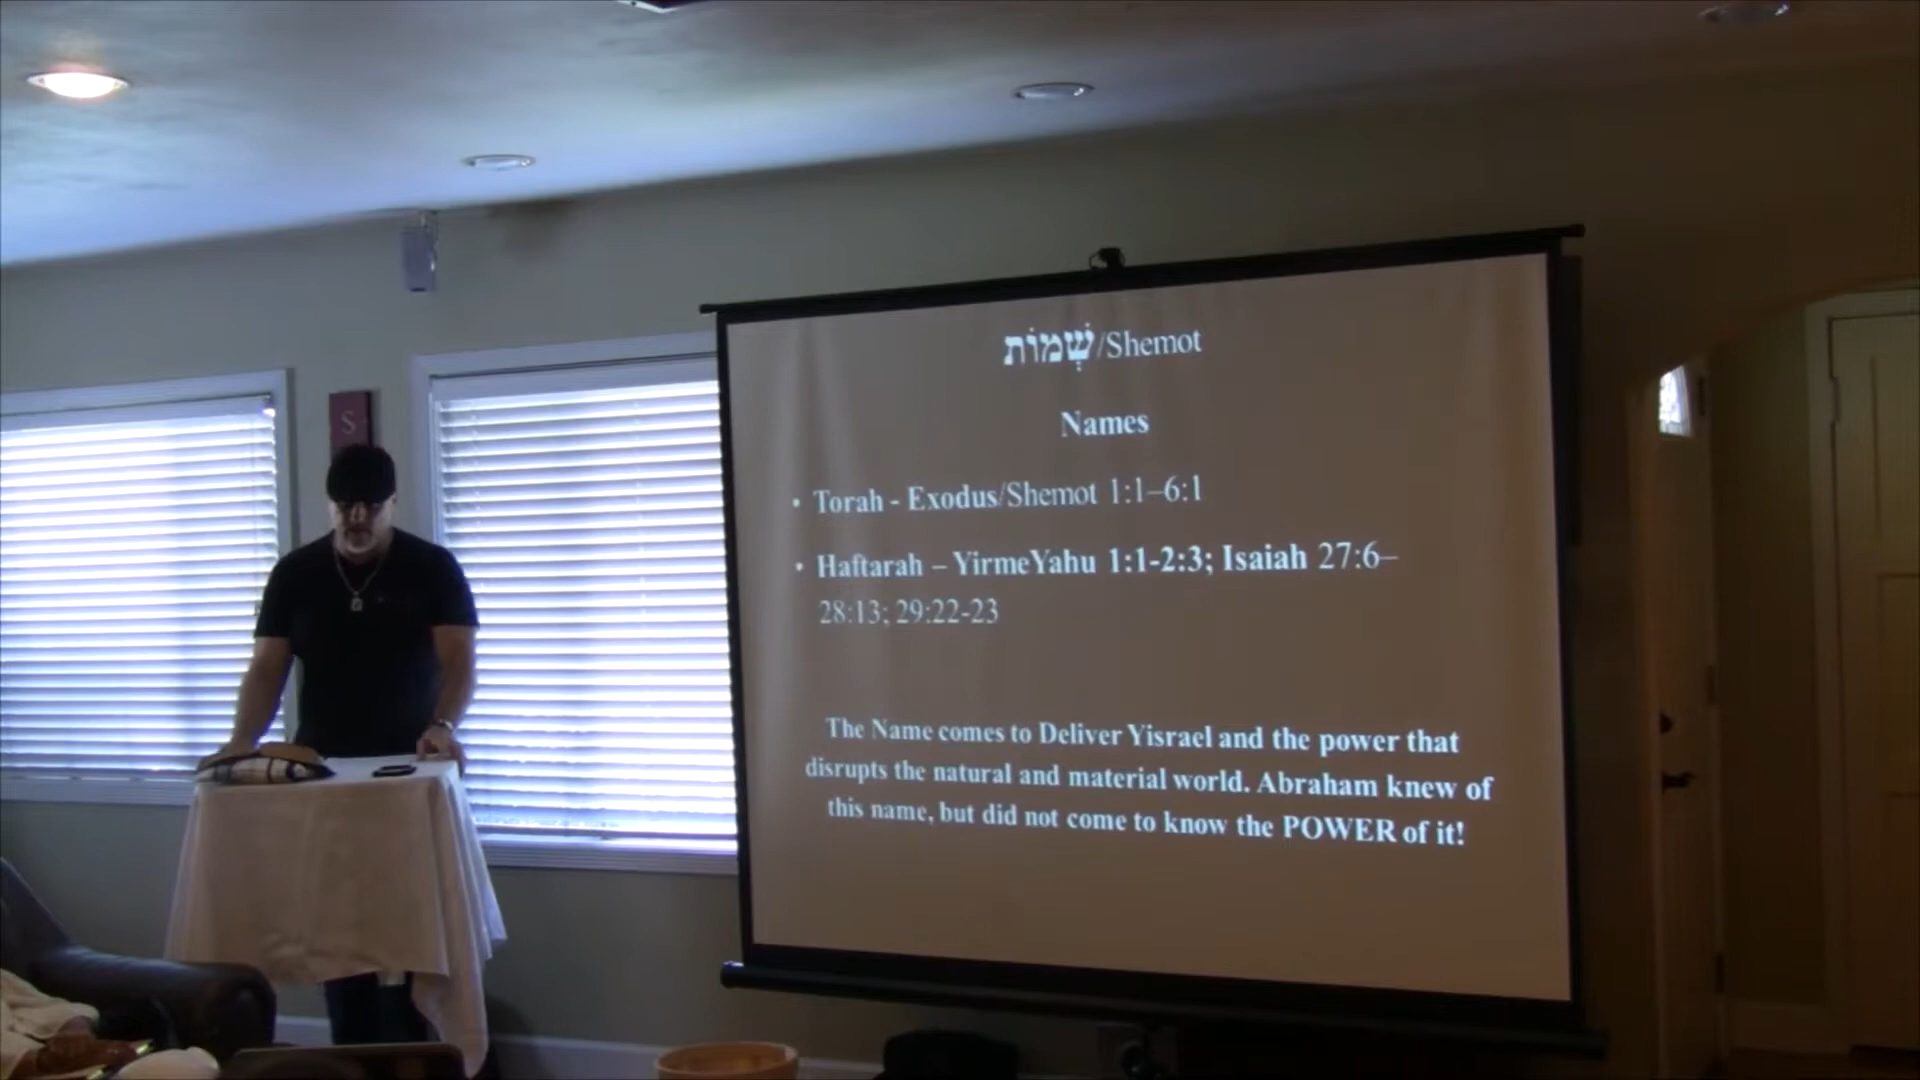 S
שְׁמוֹת/Shemot
Names
• Torah - Exodus/Shemot 1:1–6:1
• Haftarah – YirmeYahu 1:1-2:3; Isaiah 27:6–
28:13; 29:22-23
The Name comes to Deliver Yisrael and the power that
disrupts the natural and material world. Abraham knew of
this name, but did not come to know the POWER of it!